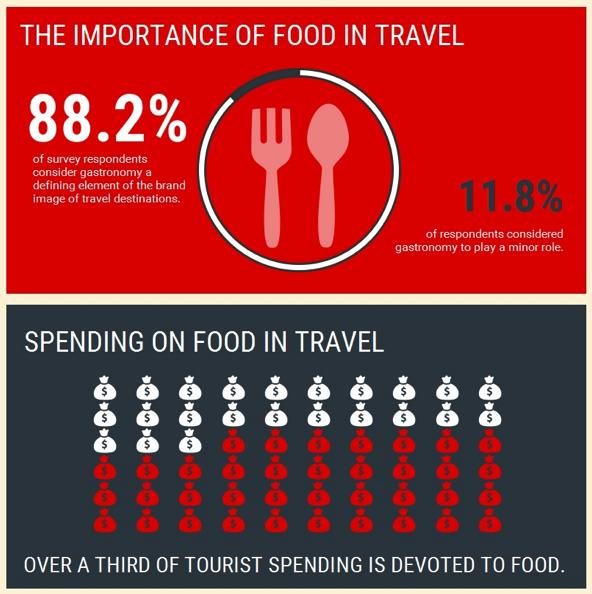 THE IMPORTANCE OF FOOD IN TRAVEL
88.2%
of survey respondents
consider gastronomy a
defining element of the brand
image of travel destinations.
11.8%
of respondents considered
gastronomy to play a minor role.
SPENDING ON FOOD IN TRAVEL
$ $ $ $ $ $ $ $ $ $
$ $ $ $ $ $ $ $ $ $
$ $ $ $ $ $ $ $ $ $
$ $ $ $ $ $ $ $ $ $
$ $ $ $ $ $ $ $ $ $
$ $ $ $ $ $ $ $ $ $
OVER A THIRD OF TOURIST SPENDING IS DEVOTED TO FOOD.